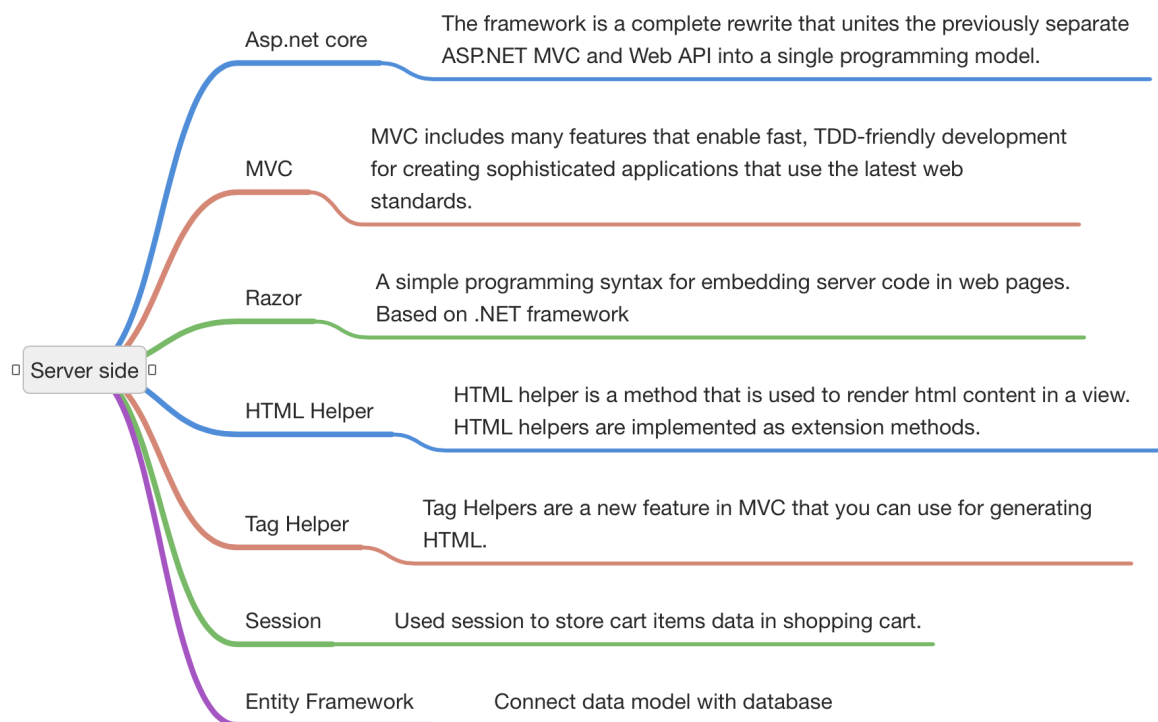 Asp.net core
The framework is a complete rewrite that unites the previously separate
ASP.NET MVC and Web API into a single programming model.
MVC
MVC includes many features that enable fast, TDD-friendly development
for creating sophisticated applications that use the latest web
standards.
Razor
A simple programming syntax for embedding server code in web pages.
Based on .NET framework
Server side
HTML Helper
HTML helper is a method that is used to render html content in a view.
HTML helpers are implemented as extension methods.
Tag Helper
Tag Helpers are a new feature in MVC that you can use for generating
HTML.
Session
Used session to store cart items data in shopping cart.
Entity Framework
Connect data model with database